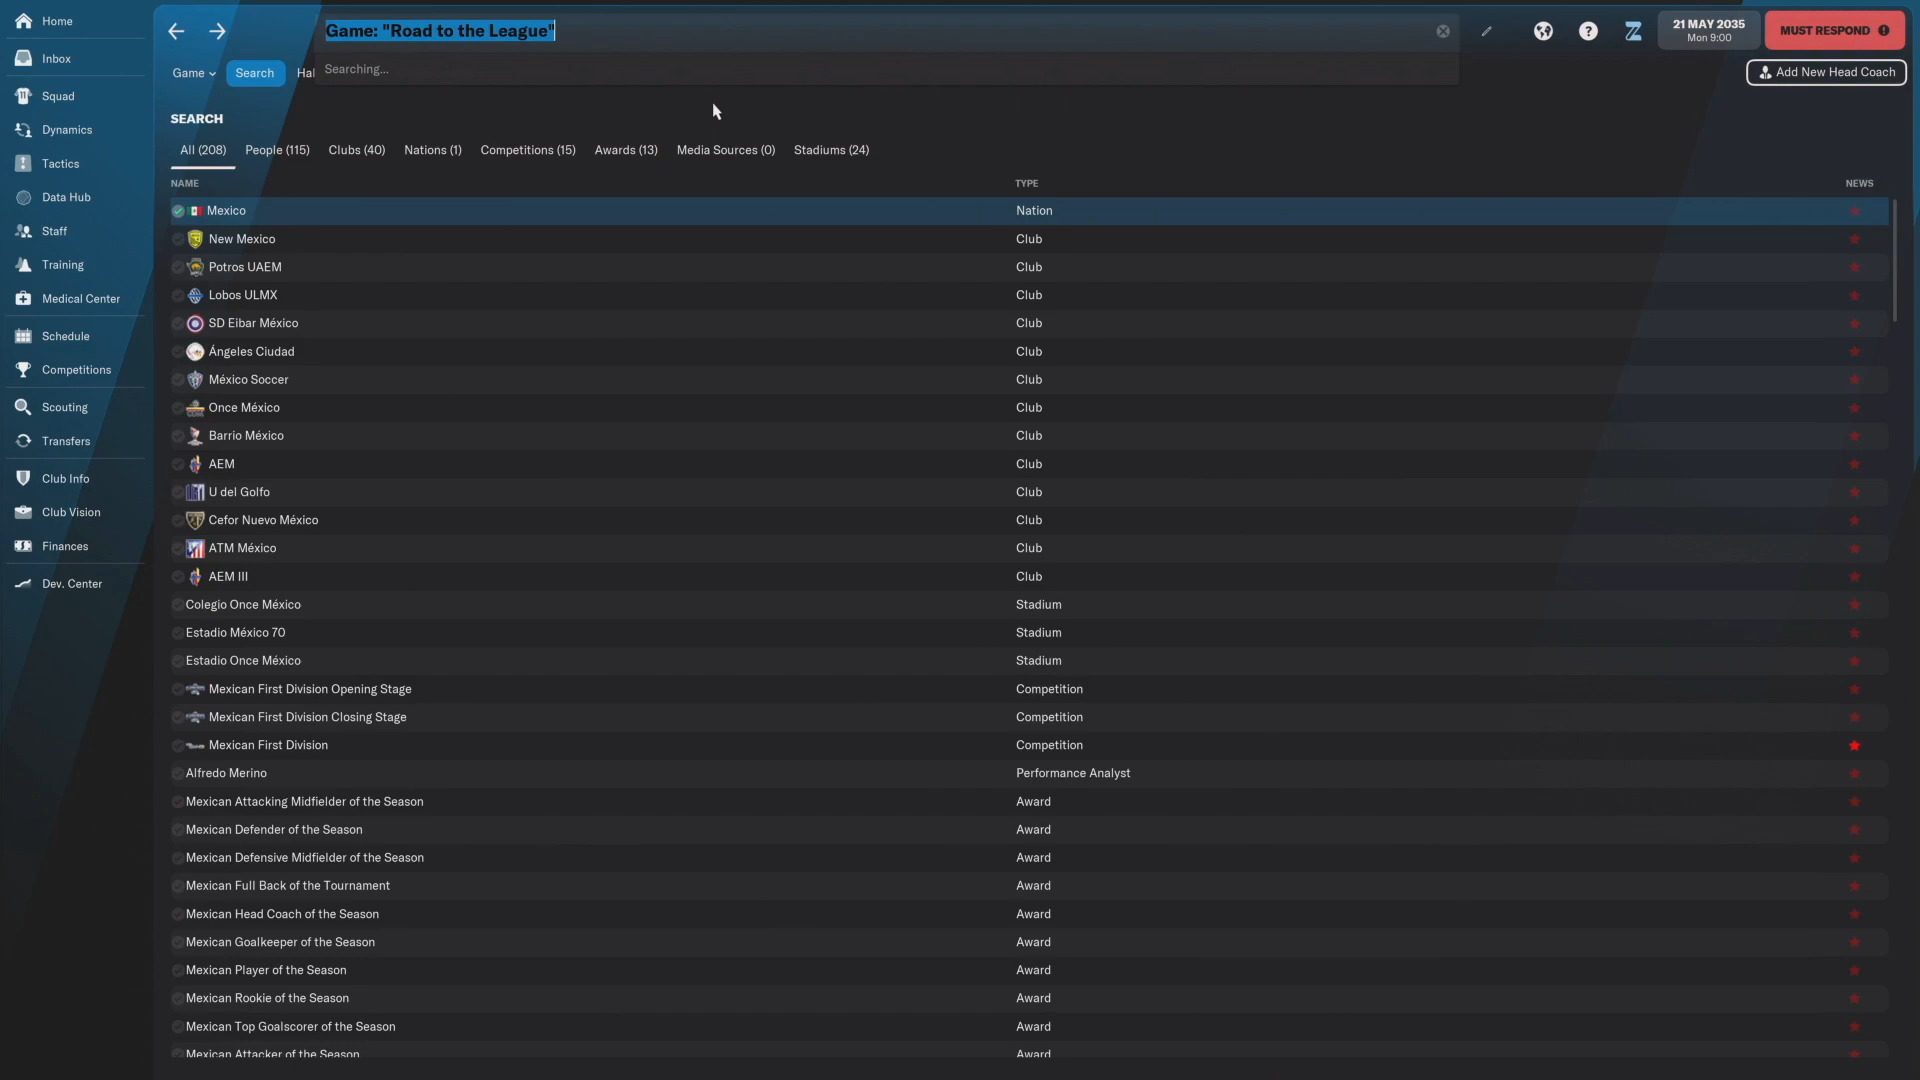 Home
Inbox
Squad
Dynamics
Tactics
Data Hub
Staff
Training
Medical Center
Schedule
Competitions
Scouting
Transfers
Club Info
Club Vision
Finances
Dev. Center
Game: "Road to the League"
Searching...
21 MAY 2035
Mon 9:00
MUST RESPOND
Game
Search
Add New Head Coach
SEARCH
All (208) People (115) Clubs (40) Nations (1) Competitions (15) Awards (13) Media Sources (0) Stadiums (24)
NAME TYPE NEWS
Mexico Nation
New Mexico Club
Potros UAEM Club
Lobos ULMX Club
SD Eibar México Club
Ángeles Ciudad Club
México Soccer Club
Once México Club
Barrio México Club
AEM Club
U del Golfo Club
Cefor Nuevo México Club
ATM México Club
AEM III Club
Colegio Once México Stadium
Estadio México 70 Stadium
Estadio Once México Stadium
Mexican First Division Opening Stage Competition
Mexican First Division Closing Stage Competition
Mexican First Division Competition
Alfredo Merino Performance Analyst
Mexican Attacking Midfielder of the Season Award
Mexican Defender of the Season Award
Mexican Defensive Midfielder of the Season Award
Mexican Full Back of the Tournament Award
Mexican Head Coach of the Season Award
Mexican Goalkeeper of the Season Award
Mexican Player of the Season Award
Mexican Rookie of the Season Award
Mexican Top Goalscorer of the Season Award
Mexican Attacker of the Season Award